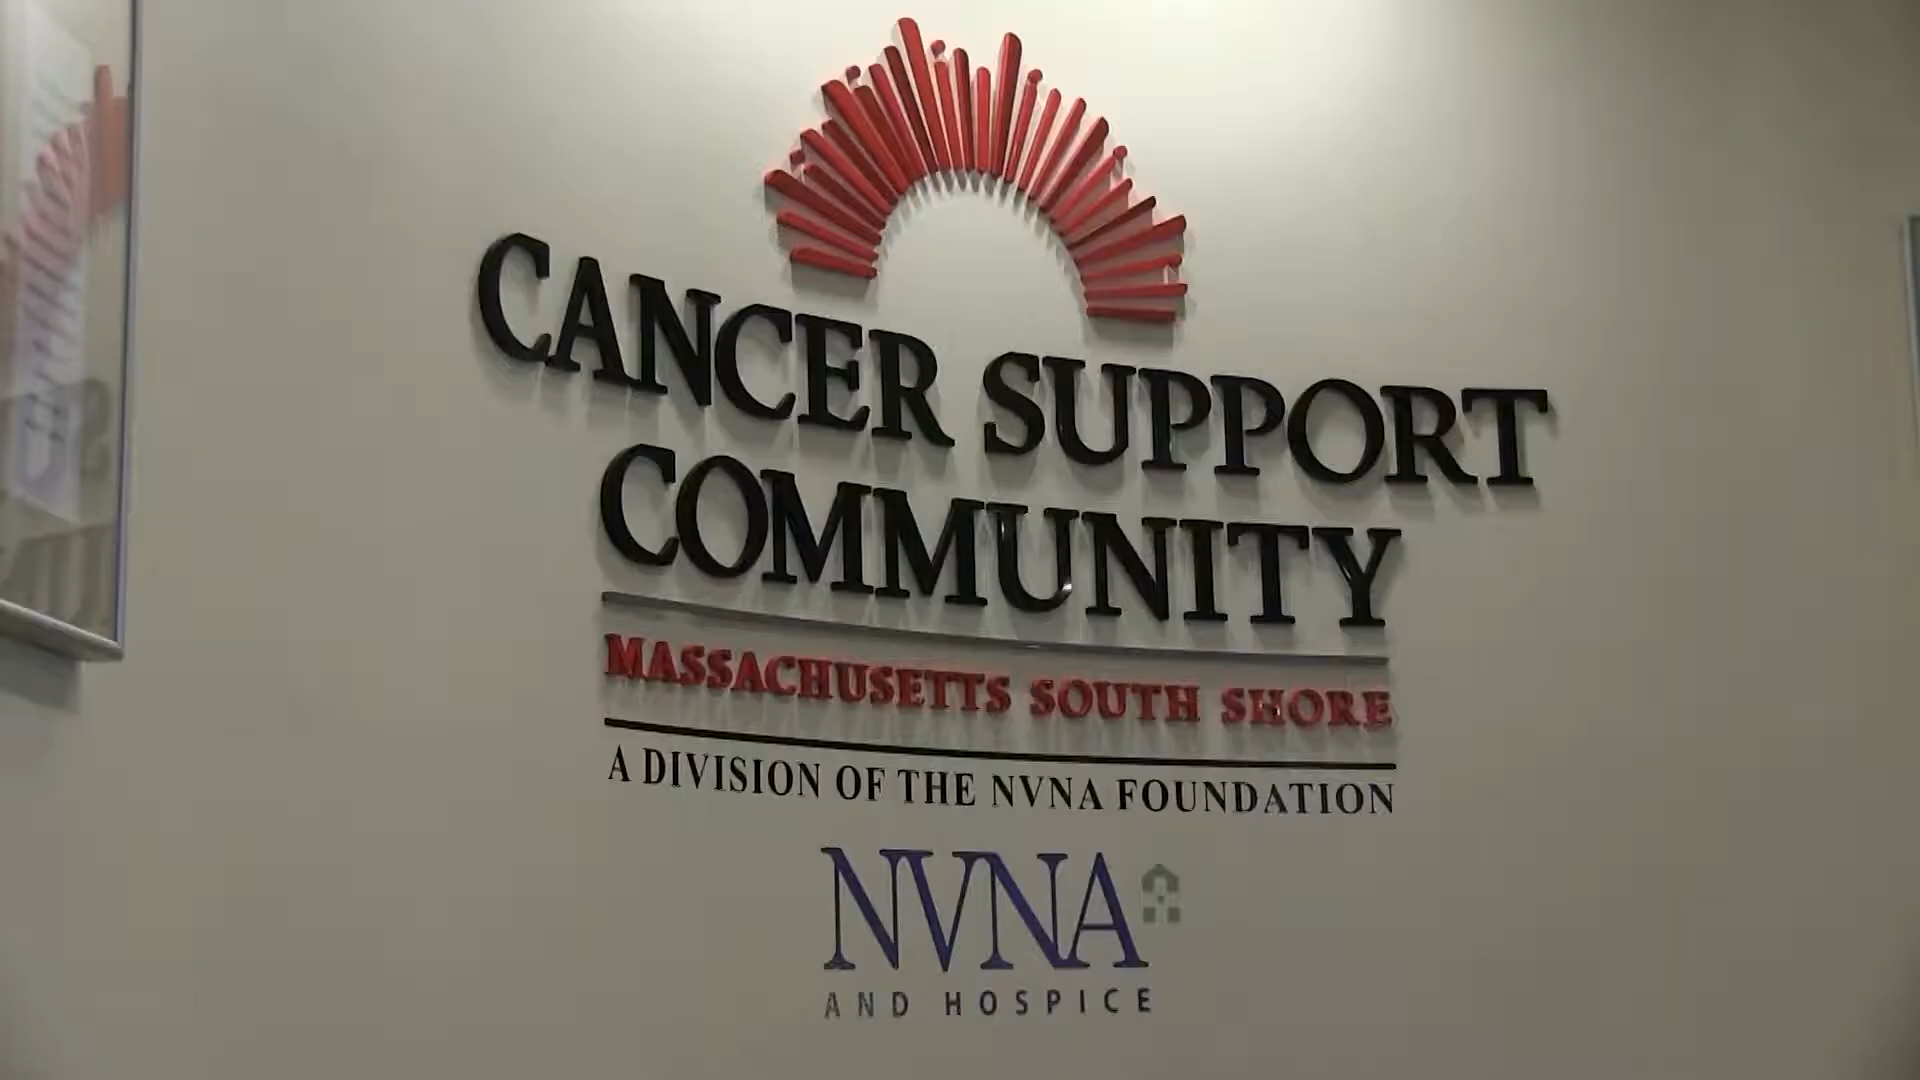 CANCER SUPPORT
COMMUNITY
MASSACHUSETTS SOUTH SHORE
A DIVISION OF THE NVNA FOUNDATION
NVNA
AND HOSPICE